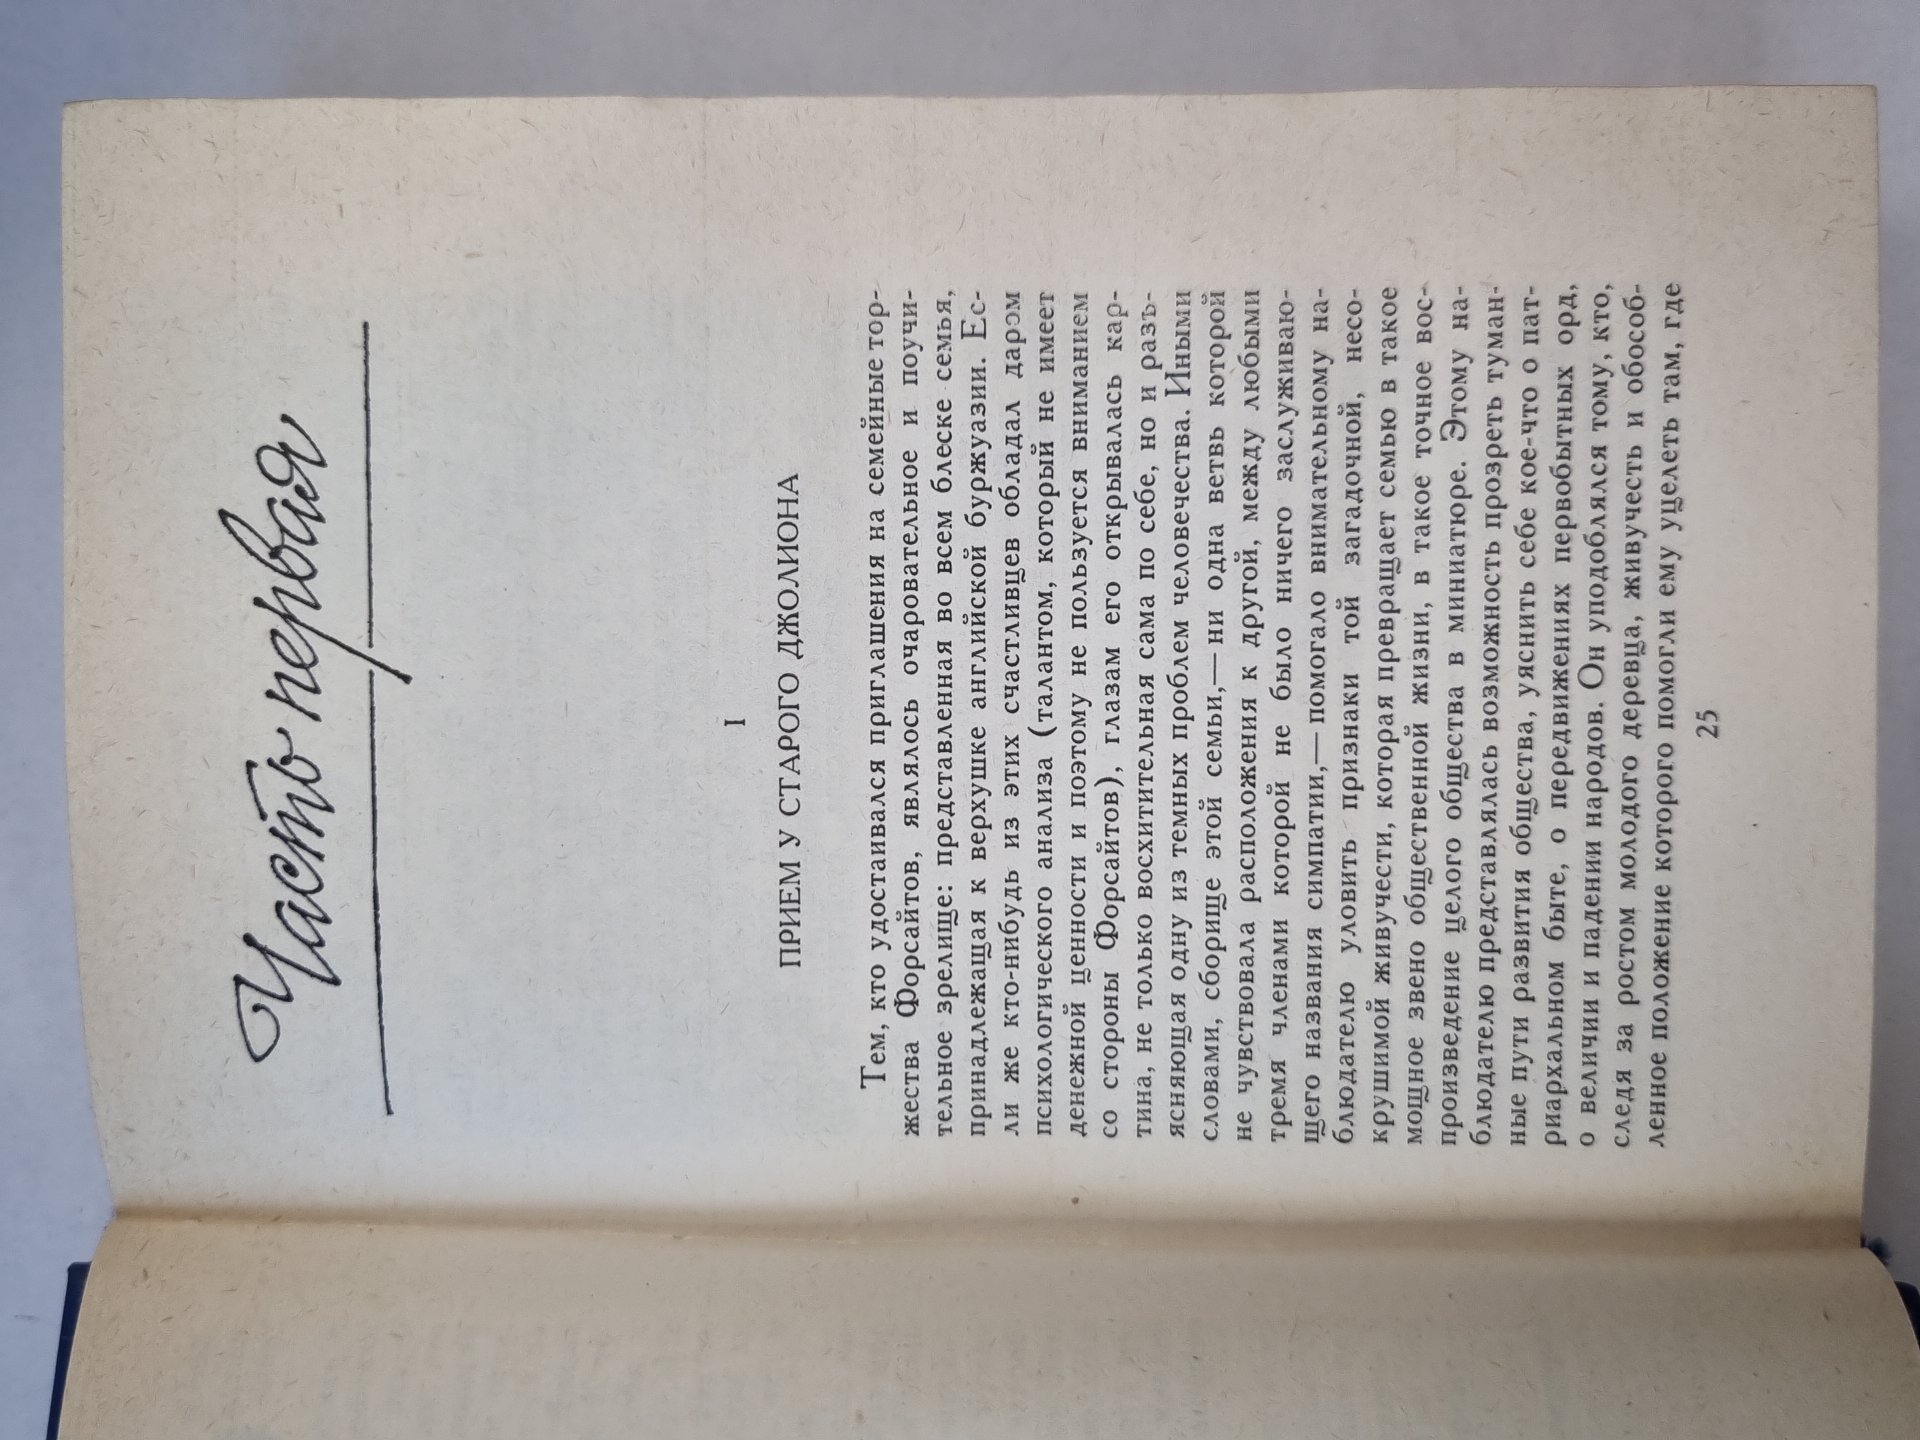 Часть первая
I
ПРИЕМ У СТАРОГО ДЖОЛИОНА
Тем, кто удостаивался приглашения на семейные тор-
жества Форсайтов, являлось очаровательное и поучи-
тельное зрелище: представленная во всем блеске семья,
принадлежащая к верхушке английской буржуазии. Ес-
ли же кто-нибудь из этих счастливцев обладал даром
психологического анализа (талантом, который не имеет
денежной ценности и поэтому не пользуется вниманием
со стороны Форсайтов), глазам его открывалась кар-
тина, не только восхитительная сама по себе, но и разъ-
ясняющая одну из темных проблем человечества. Иными
словами, сборище этой семьи,— ни одна ветвь которой
не чувствовала расположения к другой, между любыми
тремя членами которой не было ничего заслуживаю-
щего названия симпатии,— помогало внимательному на-
блюдателю уловить признаки той загадочной, несо-
крушимой живучести, которая превращает семью в такое
мощное звено общественной жизни, в такое точное вос-
произведение целого общества в миниатюре. Этому на-
блюдателю представлялась возможность прозреть туман-
ные пути развития общества, уяснить себе кое-что о пат-
риархальном быте, о передвижениях первобытных орд,
о величии и падении народов. Он уподоблялся тому, кто,
следя за ростом молодого деревца, живучесть и обособ-
ленное положение которого помогли ему уцелеть там, где
25